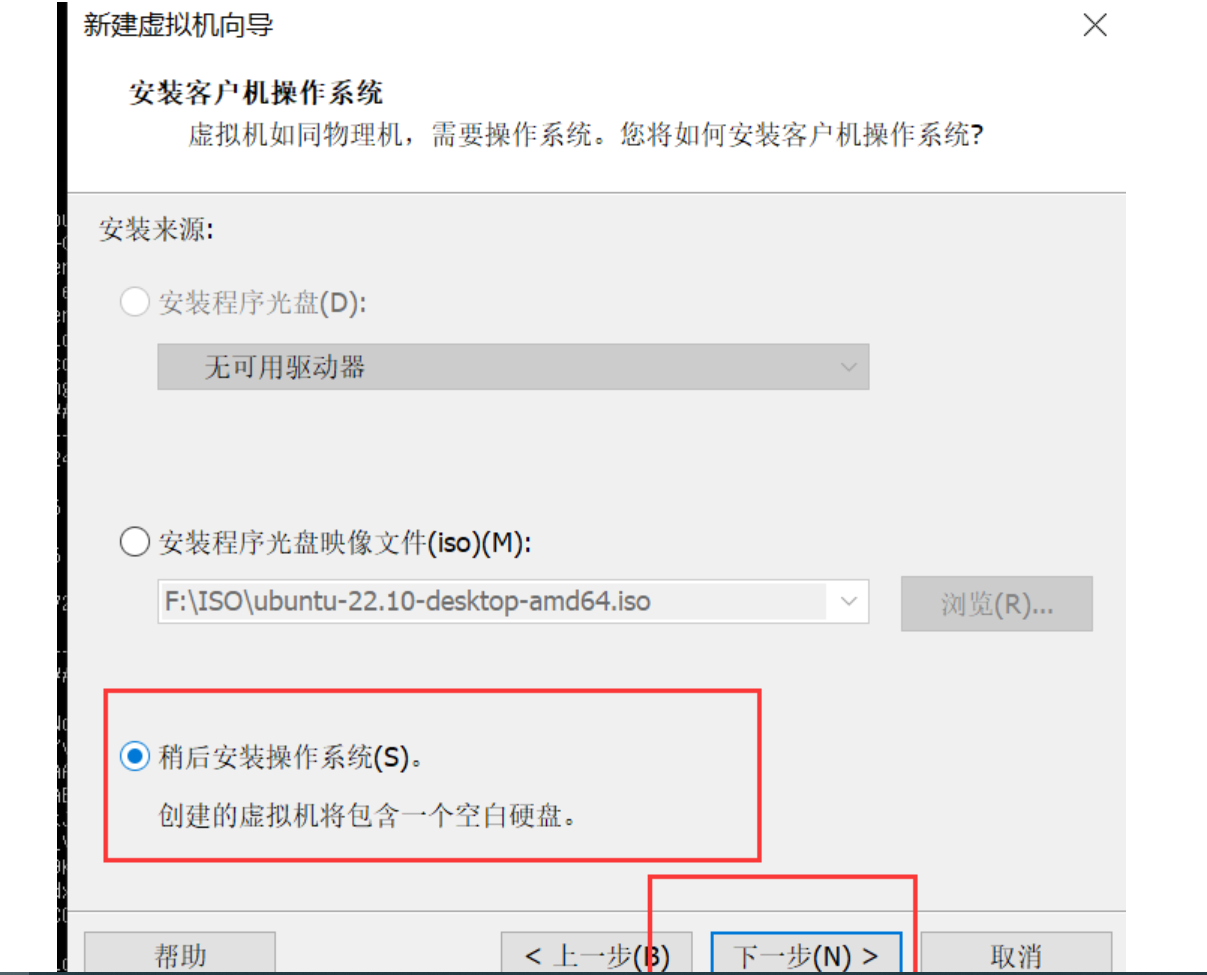 新建虚拟机向导
安装客户机操作系统
虚拟机如同物理机，需要操作系统。您将如何安装客户机操作系统?
安装来源:
安装程序光盘(D):
无可用驱动器
安装程序光盘映像文件(iso)(M):
F:\ISO\ubuntu-22.10-desktop-amd64.iso
浏览(R)...
稍后安装操作系统(S)。
创建的虚拟机将包含一个空白硬盘。
帮助
< 上一步(B)
下一步(N) >
取消